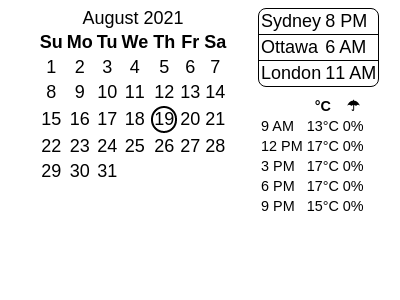 August 2021
Su Mo Tu We Th Fr Sa
1 2 3 4 5 6 7
8 9 10 11 12 13 14
15 16 17 18 19 20 21
22 23 24 25 26 27 28
29 30 31
Sydney 8 PM
Ottawa 6 AM
London 11 AM
°C ☂
9 AM 13°C 0%
12 PM 17°C 0%
3 PM 17°C 0%
6 PM 17°C 0%
9 PM 15°C 0%